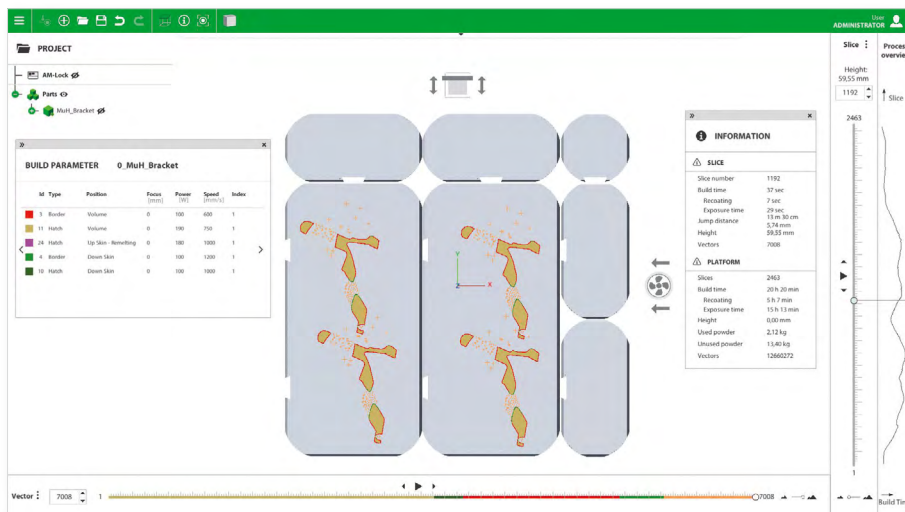 User
ADMINISTRATOR
PROJECT
AM-Lock
Parts
MuH_Bracket
BUILD PARAMETER 0_MuH_Bracket
Id Type Position Focus [mm] Power [W] Speed [mm/s] Index
3 Border Volume 0 100 600 1
11 Hatch Volume 0 190 750 1
24 Hatch Up Skin - Remelting 0 180 1000 1
4 Border Down Skin 0 100 1200 1
10 Hatch Down Skin 0 100 1000 1
Y
Z X
INFORMATION
SLICE
Slice number 1192
Build time 37 sec
Recoating 7 sec
Exposure time 29 sec
Jump distance 13 m 30 cm
5,74 mm
Height 59,55 mm
Vectors 7008
PLATFORM
Slices 2463
Build time 20 h 20 min
Recoating 5 h 7 min
Exposure time 15 h 13 min
Height 0,00 mm
Used powder 2,12 kg
Unused powder 13,40 kg
Vectors 12660272
Slice
Height:
59,55 mm
1192
2463
1
Proces
overvie
Slice
Build Tin
Vector 7008 1 7008